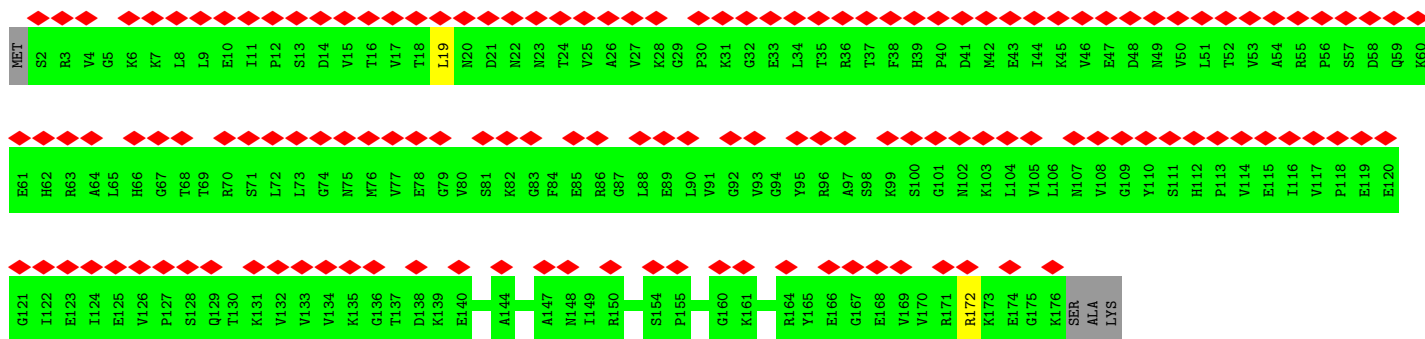 MET S2 R3 V4 G5 K6 K7 L8 L9 E10 I11 P12 S13 D14 V15 T16 V17 T18 L19 N20 D21 N22 N23 T24 V25 A26 V27 K28 G29 P30 K31 G32 E33 L34 T35 R36 T37 F38 H39 P40 D41 M42 E43 I44 K45 V46 E47 D48 N49 V50 L51 T52 V53 A54 R55 P56 S57 D58 Q59 K60
E61 H62 R63 A64 L65 H66 G67 T68 T69 R70 S71 L72 L73 G74 N75 M76 V77 E78 G79 V80 S81 K82 G83 F84 E85 R86 G87 L88 E89 L90 V91 G92 V93 G94 Y95 R96 A97 S98 K99 S100 G101 N102 K103 L104 V105 L106 N107 V108 G109 Y110 S111 H112 P113 V114 E115 I116 V117 P118 E119 E120
G121 I122 E123 I124 E125 V126 P127 S128 Q129 T130 K131 V132 V133 V134 K135 G136 T137 D138 K139 E140 A144 A147 N148 I149 R150 S154 P155 G160 K161 R164 Y165 E166 G167 E168 V169 V170 R171 R172 K173 E174 G175 K176 SER ALA LYS